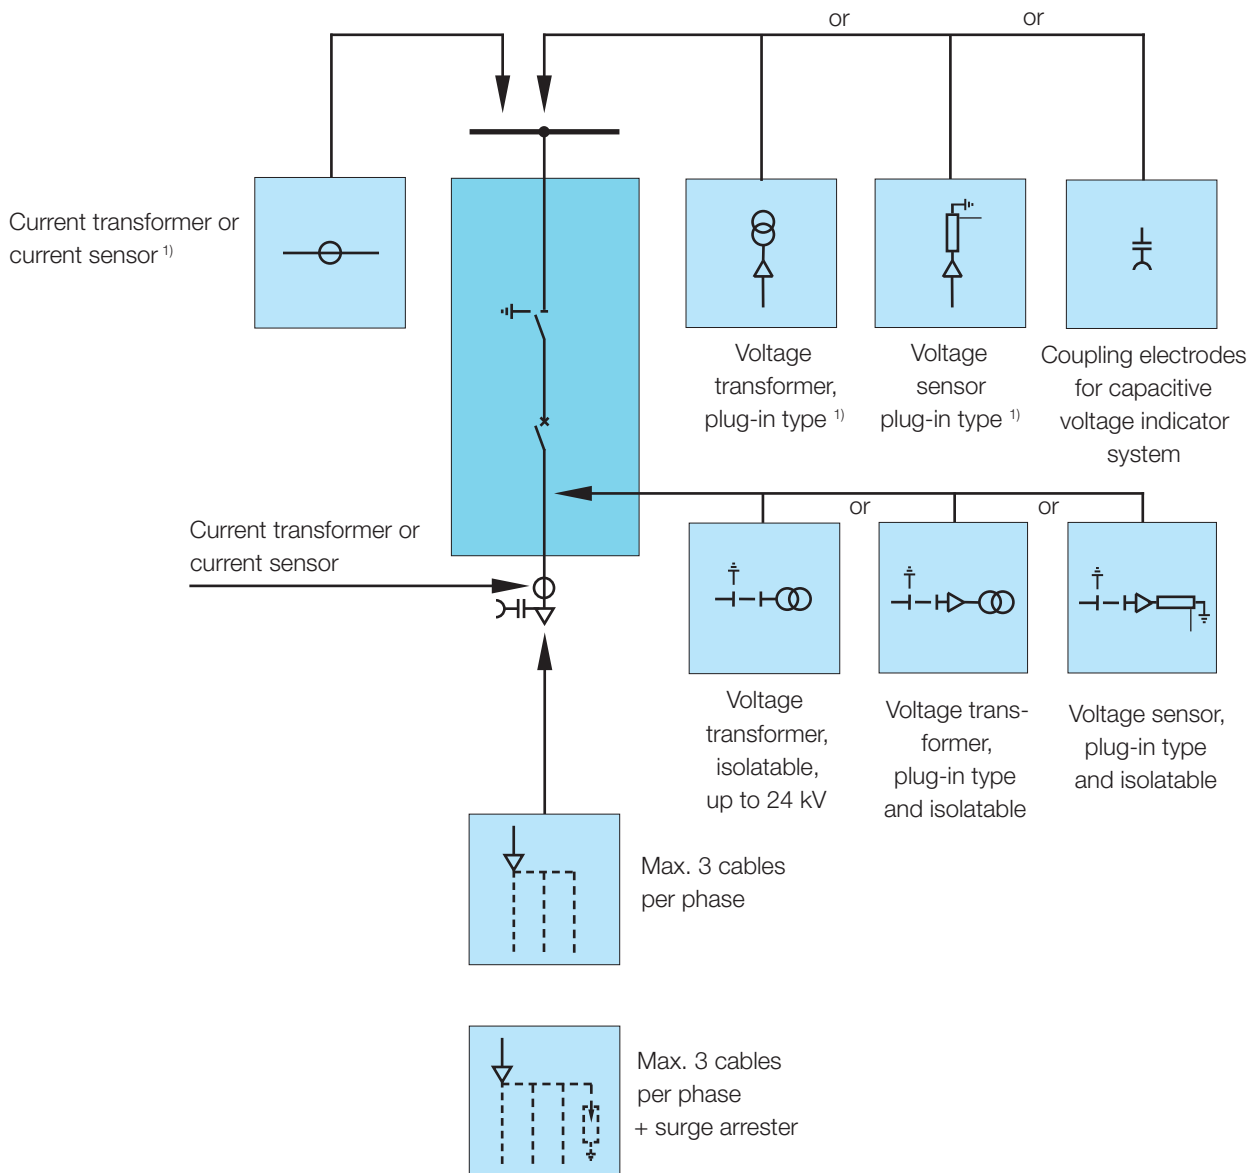 or
or
Current transformer or
current sensor 1)
Voltage
transformer,
plug-in type 1)
Voltage
sensor
plug-in type 1)
Coupling electrodes
for capacitive
voltage indicator
system
or
or
Current transformer or
current sensor
Voltage
transformer,
isolatable,
up to 24 kV
Voltage trans-
former,
plug-in type
and isolatable
Voltage sensor,
plug-in type
and isolatable
Max. 3 cables
per phase
Max. 3 cables
per phase
+ surge arrester